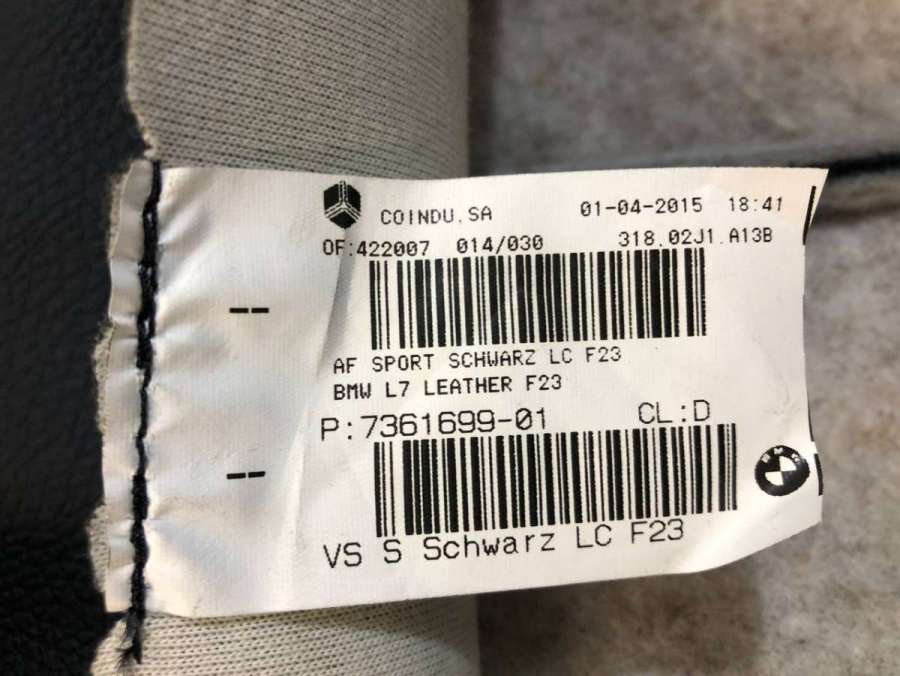 COINDU.SA 01-04-2015 18:41
OF:422007 014/030 318.02J1.A13B
--
AF SPORT SCHWARZ LC F23
BMW L7 LEATHER F23
P:7361699-01 CL:D
--
BMW
VS S Schwarz LC F23